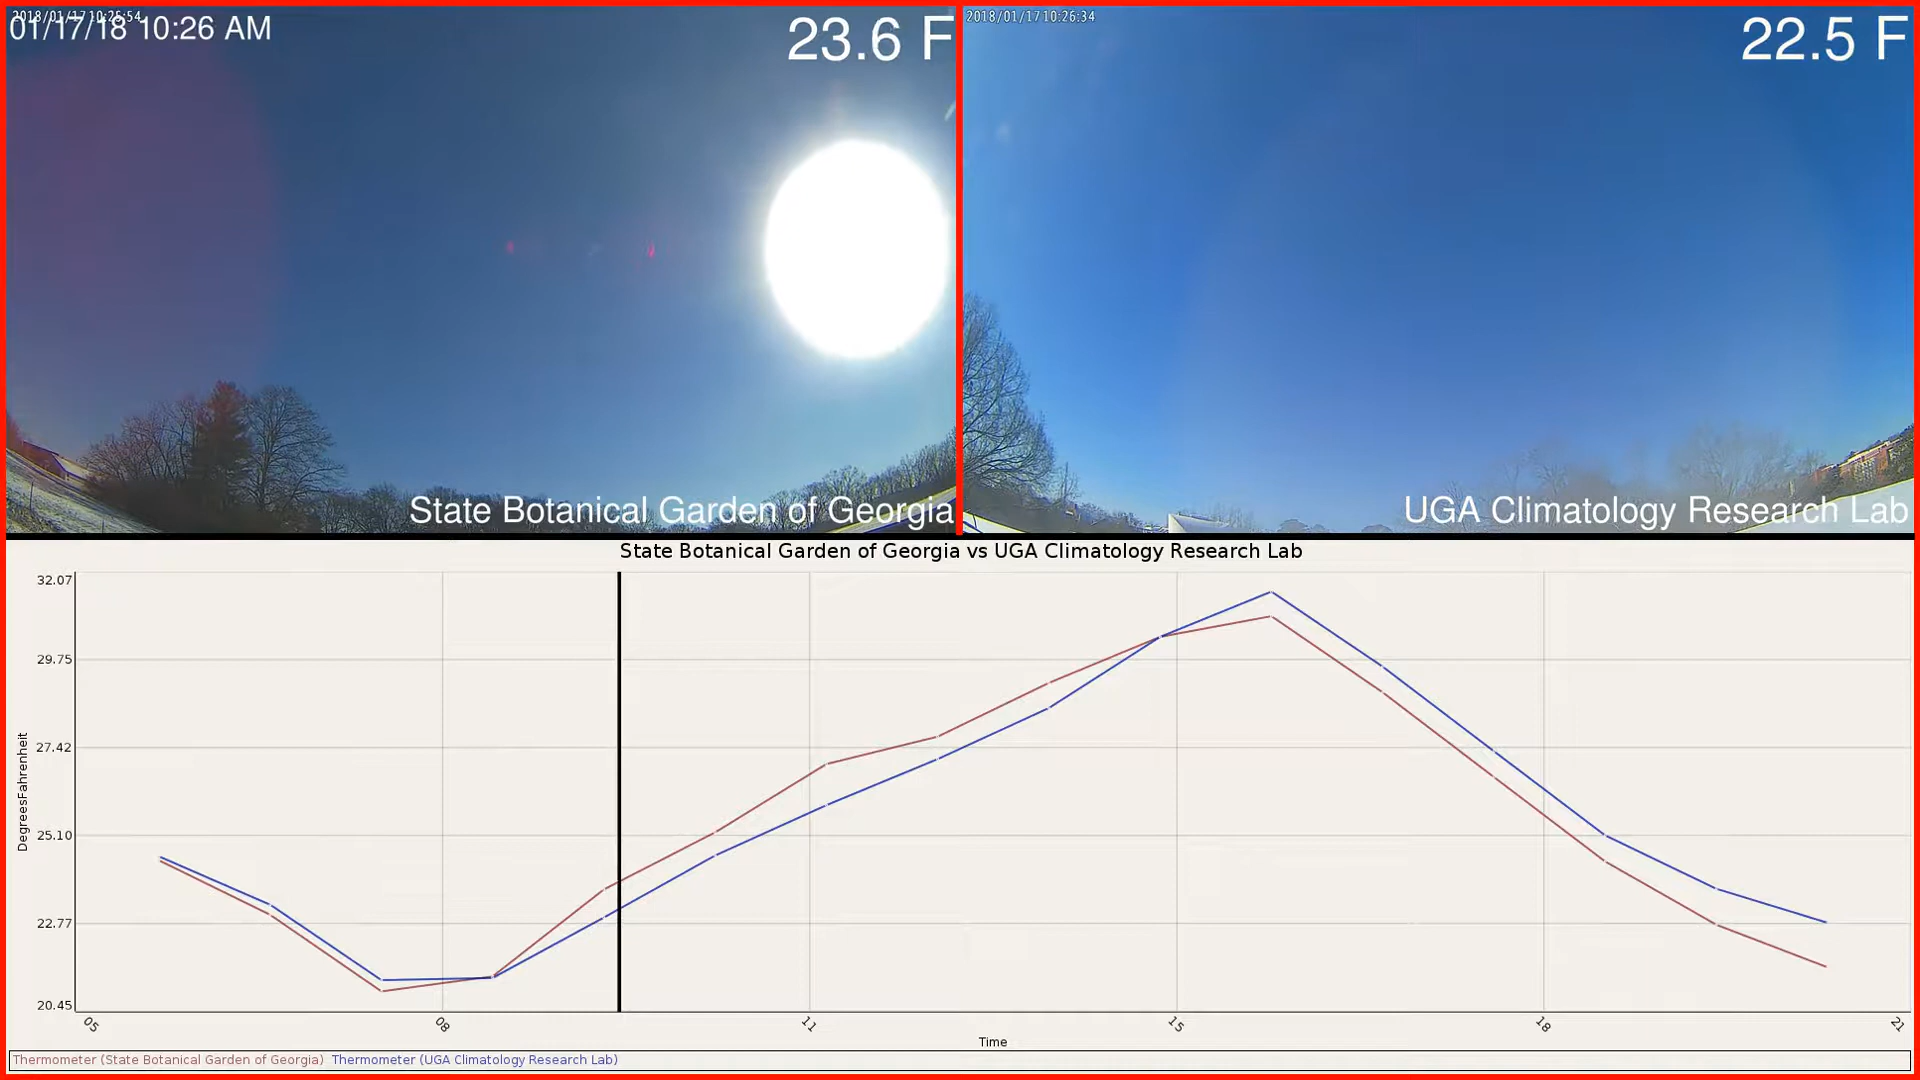 2018/01/17 10:25:54
01/17/18 10:26 AM
23.6 F
State Botanical Garden of Georgia
2018/01/17 10:26:34
22.5 F
UGA Climatology Research Lab
State Botanical Garden of Georgia vs UGA Climatology Research Lab
32.07
29.75
27.42
25.10
22.77
20.45
DegreesFahrenheit
05
08
11
15
18
21
Time
Thermometer (State Botanical Garden of Georgia) Thermometer (UGA Climatology Research Lab)